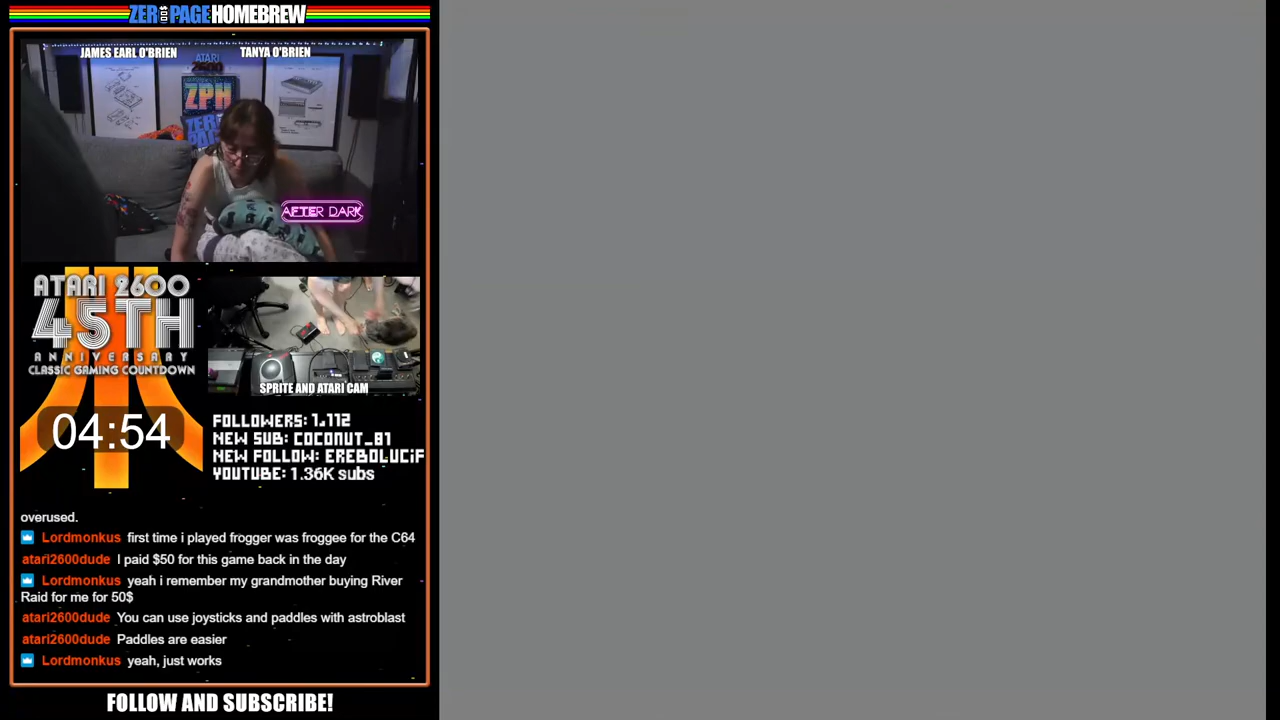 ZERO PAGE HOMEBREW
JAMES EARL O'BRIEN
TANYA O'BRIEN
ATARI
2600
ZPH
ZERO
AFTER DARK
ATARI 2600
45TH
ANNIVERSARY
CLASSIC GAMING COUNTDOWN
04:54
SPRITE AND ATARI CAM
FOLLOWERS: 1,112
NEW SUB: COCONUT_81
NEW FOLLOW: EREBOLUCIF
YOUTUBE: 1.36K subs
overused.
Lordmonkus first time i played frogger was froggee for the C64
atari2600dude I paid $50 for this game back in the day
Lordmonkus yeah i remember my grandmother buying River
Raid for me for 50$
atari2600dude You can use joysticks and paddles with astroblast
atari2600dude Paddles are easier
Lordmonkus yeah, just works
FOLLOW AND SUBSCRIBE!